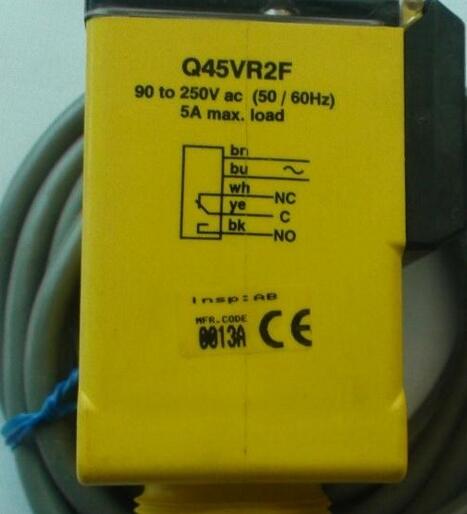 Q45VR2F
90 to 250V ac (50 / 60Hz)
5A max. load
bn
bu
wh
NC
ye
C
bk
NO
Insp:AB
MFR.CODE
0013A CE